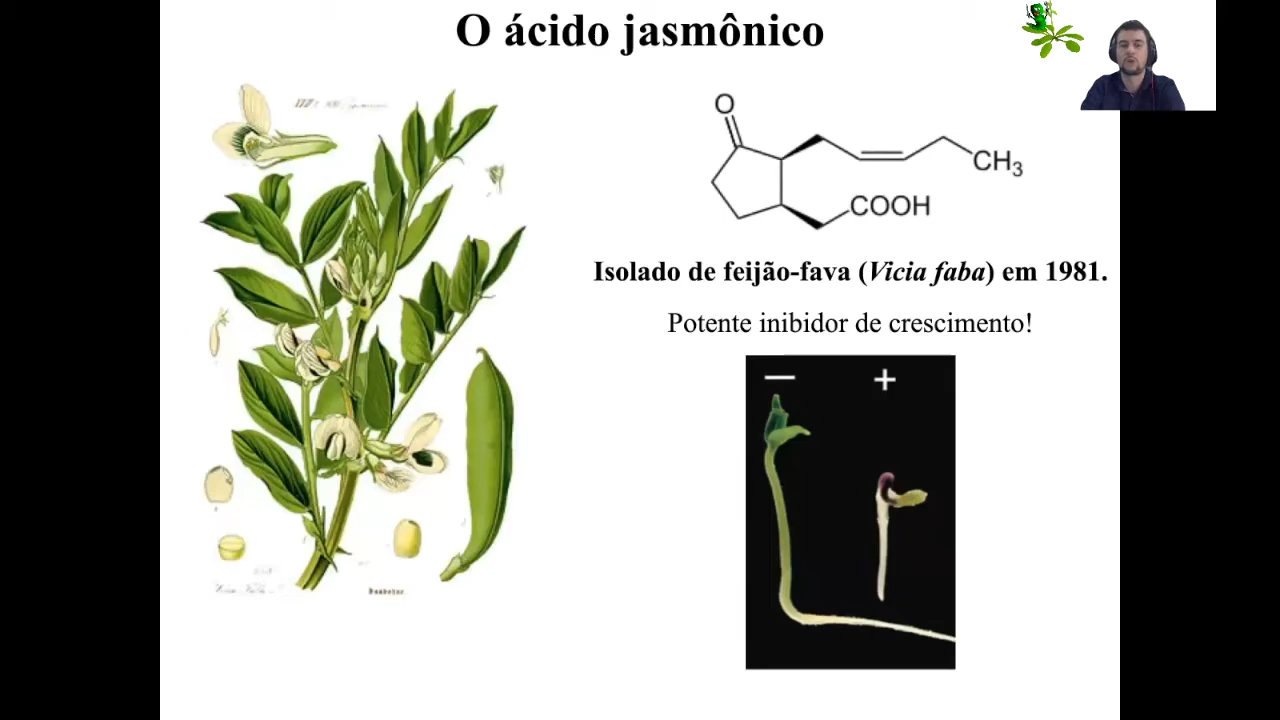 O ácido jasmônico
O
CH3
COOH
Isolado de feijão-fava (Vicia faba) em 1981.
Potente inibidor de crescimento!
— +